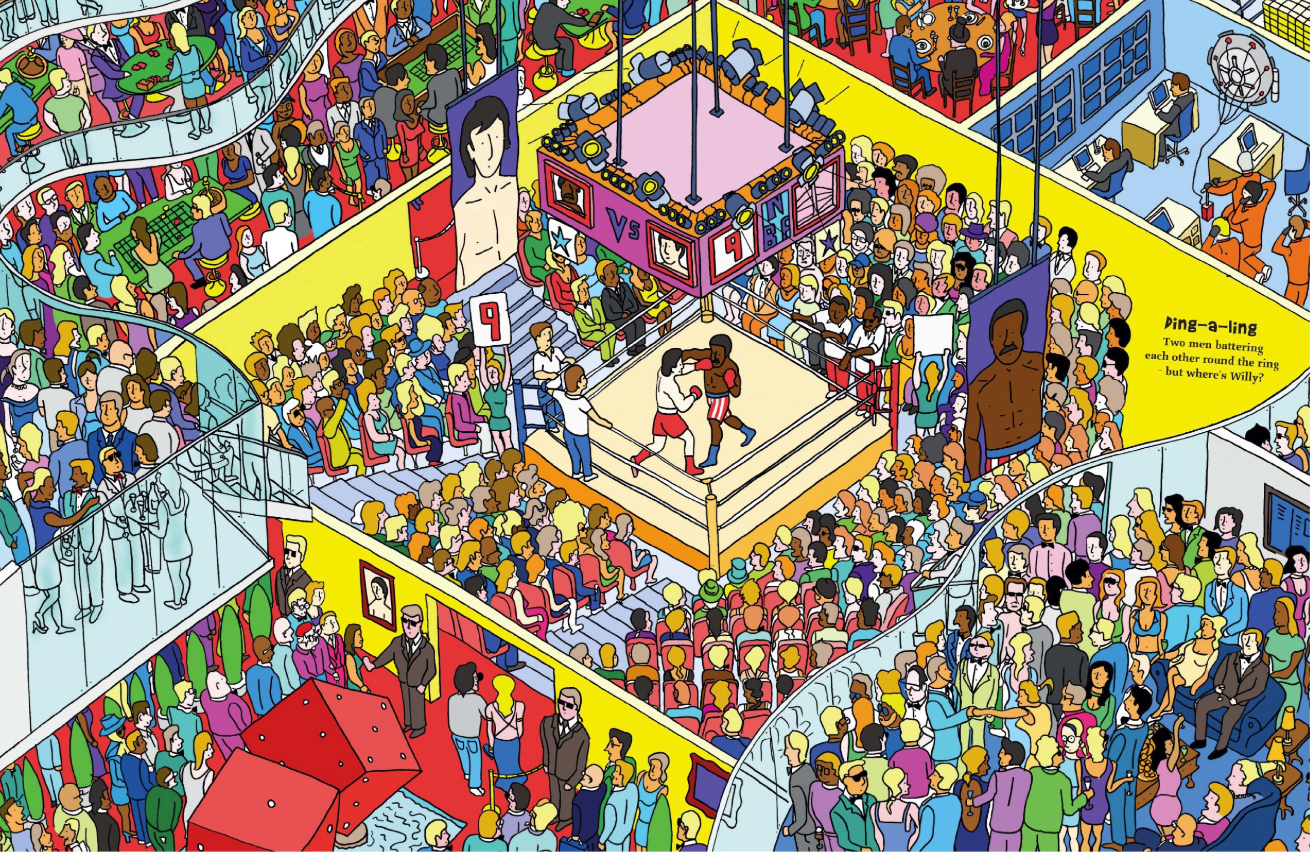 VS
9
9
Ding-a-ling
Two men battering
each other round the ring
- but where's Willy?